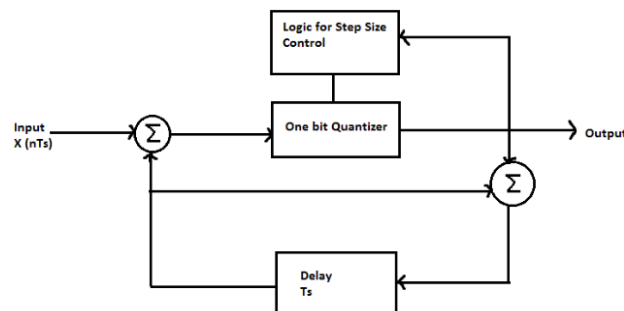 Logic for Step Size
Control
Input
X (nTs)
Σ
One bit Quantizer
Output
Σ
Delay
Ts